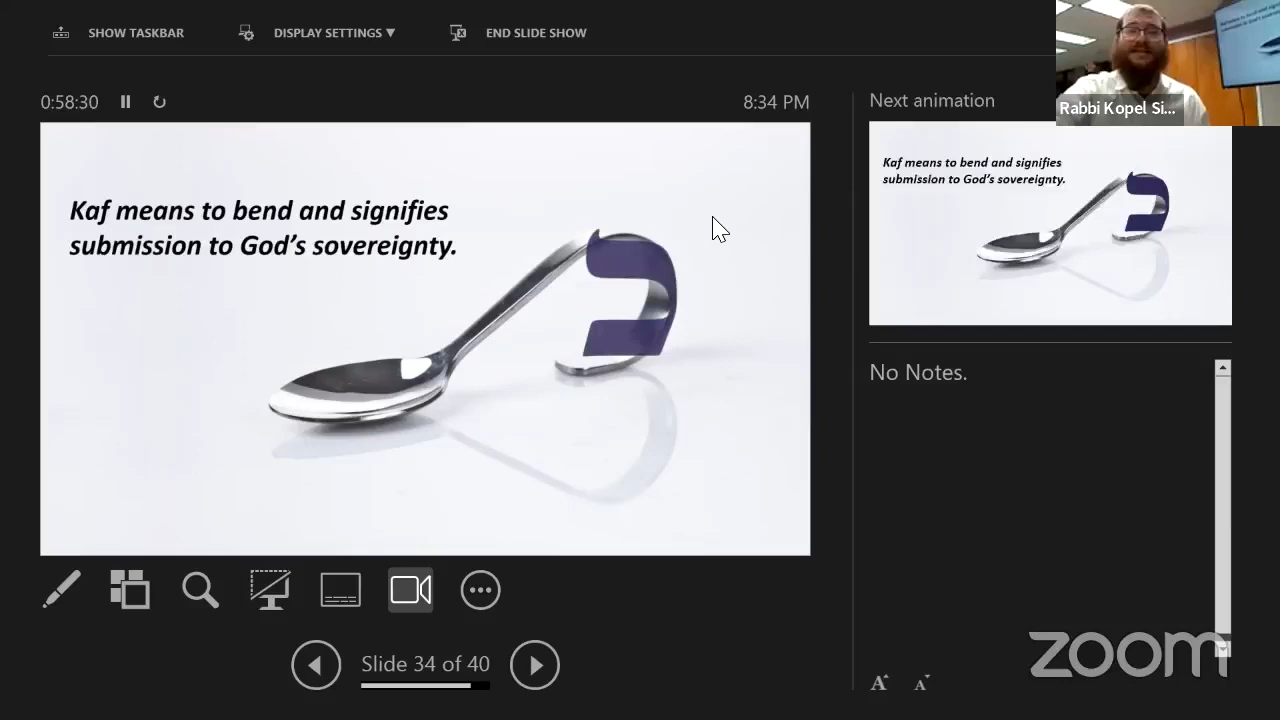 SHOW TASKBAR
DISPLAY SETTINGS ▼
END SLIDE SHOW
0:58:30
8:34 PM
Kaf means to bend and signifies
submission to God's sovereignty.
כ
Slide 34 of 40
Next animation
Kaf means to bend and signifies
submission to God's sovereignty.
כ
No Notes.
A
A
Rabbi Kopel Si...
zoom